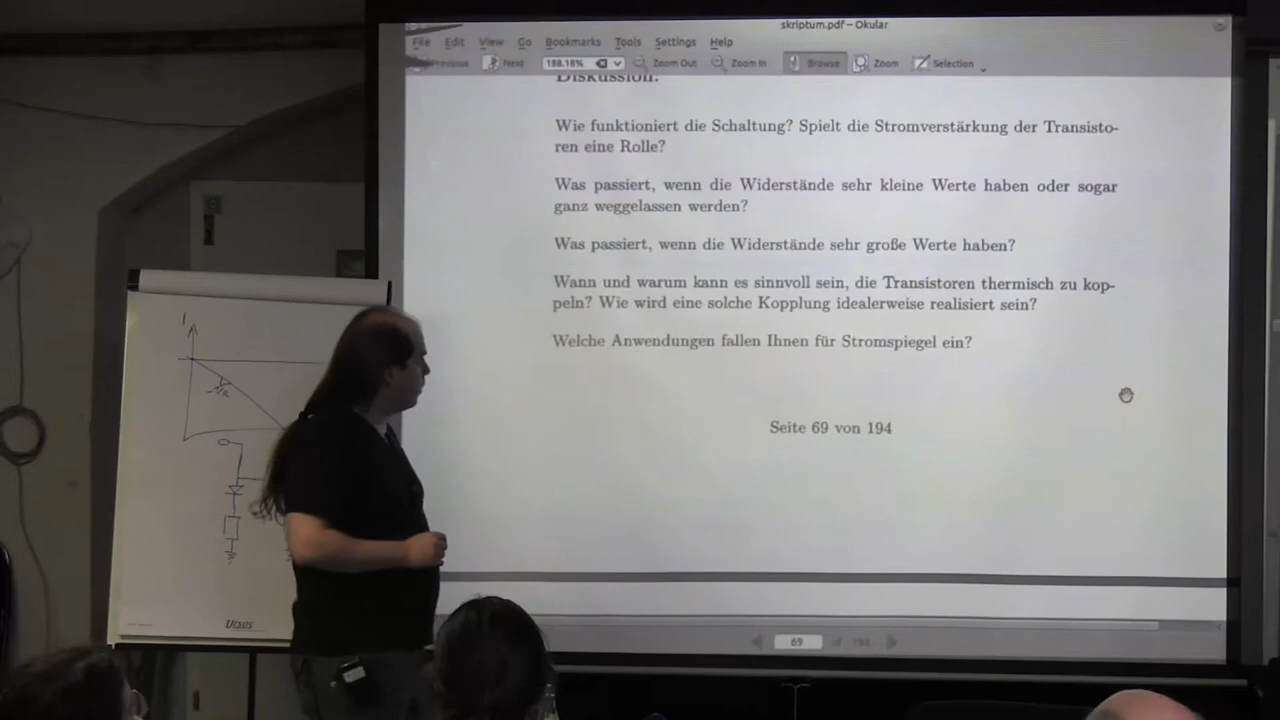 skriptum.pdf – Okular
File Edit View Go Bookmarks Tools Settings Help
Previous Next 188.18% Zoom Out Zoom In Browse Zoom Selection
Diskussion:
Wie funktioniert die Schaltung? Spielt die Stromverstärkung der Transisto-
ren eine Rolle?
Was passiert, wenn die Widerstände sehr kleine Werte haben oder sogar
ganz weggelassen werden?
Was passiert, wenn die Widerstände sehr große Werte haben?
Wann und warum kann es sinnvoll sein, die Transistoren thermisch zu kop-
peln? Wie wird eine solche Kopplung idealerweise realisiert sein?
Welche Anwendungen fallen Ihnen für Stromspiegel ein?
Seite 69 von 194
69 of 194
I
Ursus